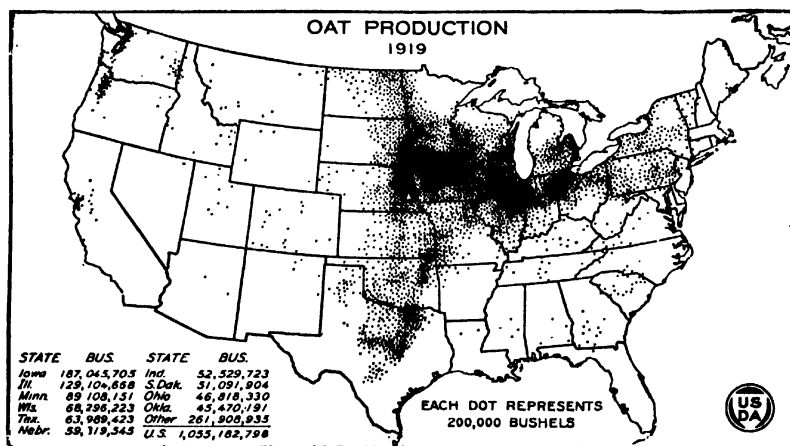 OAT PRODUCTION
1919
STATE BUS. STATE BUS.
Iowa 187,045,705 Ind. 52,529,723
Ill. 129,104,668 S.Dak. 51,091,904
Minn. 89,108,151 Ohio 46,818,330
Wis. 68,296,223 Okla. 45,470,191
Tex. 63,989,423 Other 261,908,935
Nebr. 59,819,545 U.S. 1,055,182,798
EACH DOT REPRESENTS
200,000 BUSHELS
US
DA